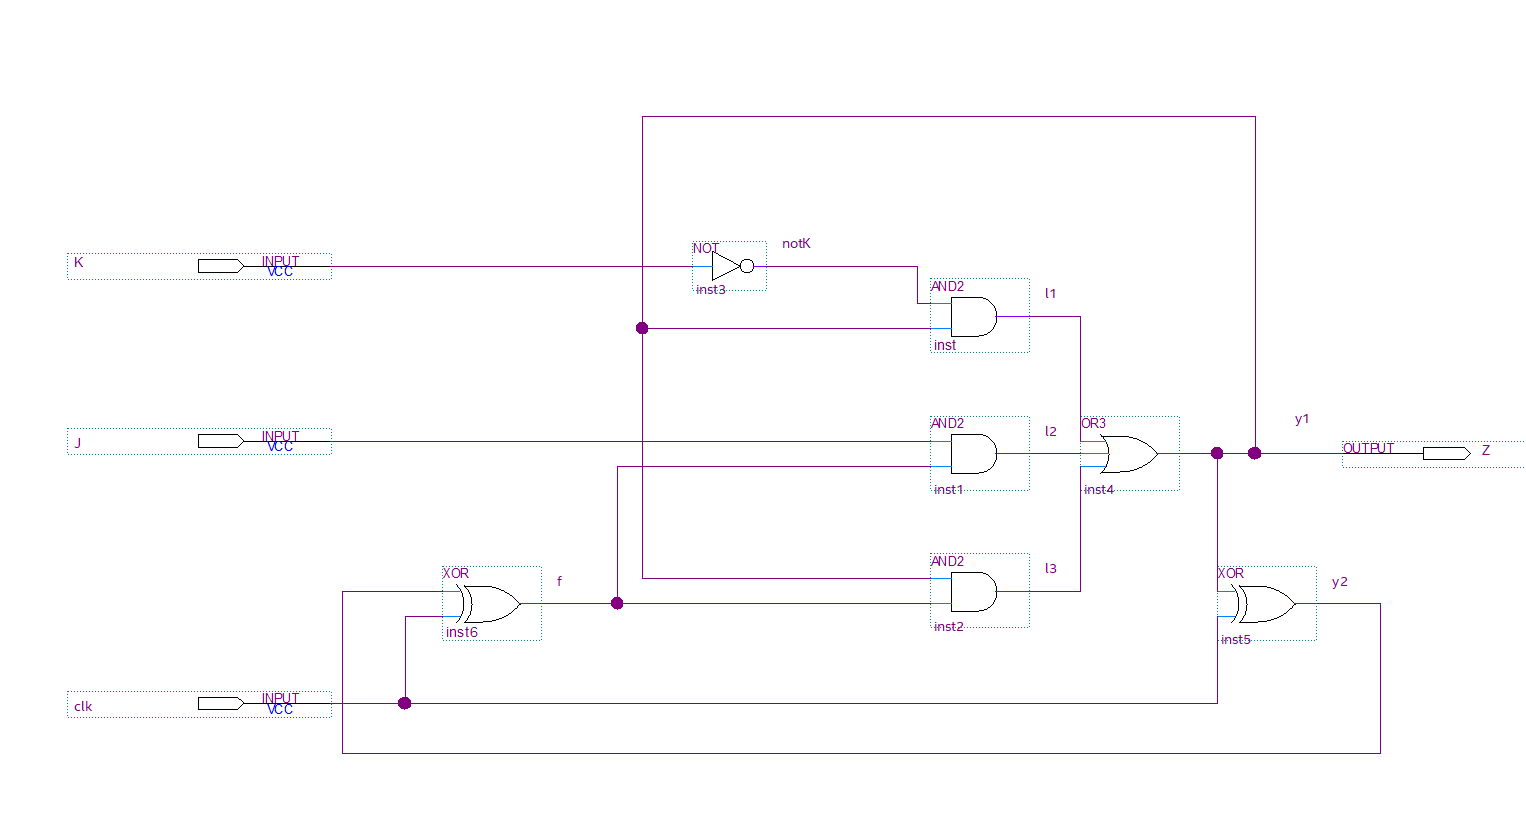 NOT
notK
K
INPUT
VCC
inst3
AND2
l1
inst
AND2
OR3
y1
J
INPUT
VCC
l2
OUTPUT
Z
inst1
inst4
AND2
XOR
f
l3
XOR
y2
inst6
inst2
inst5
clk
INPUT
VCC